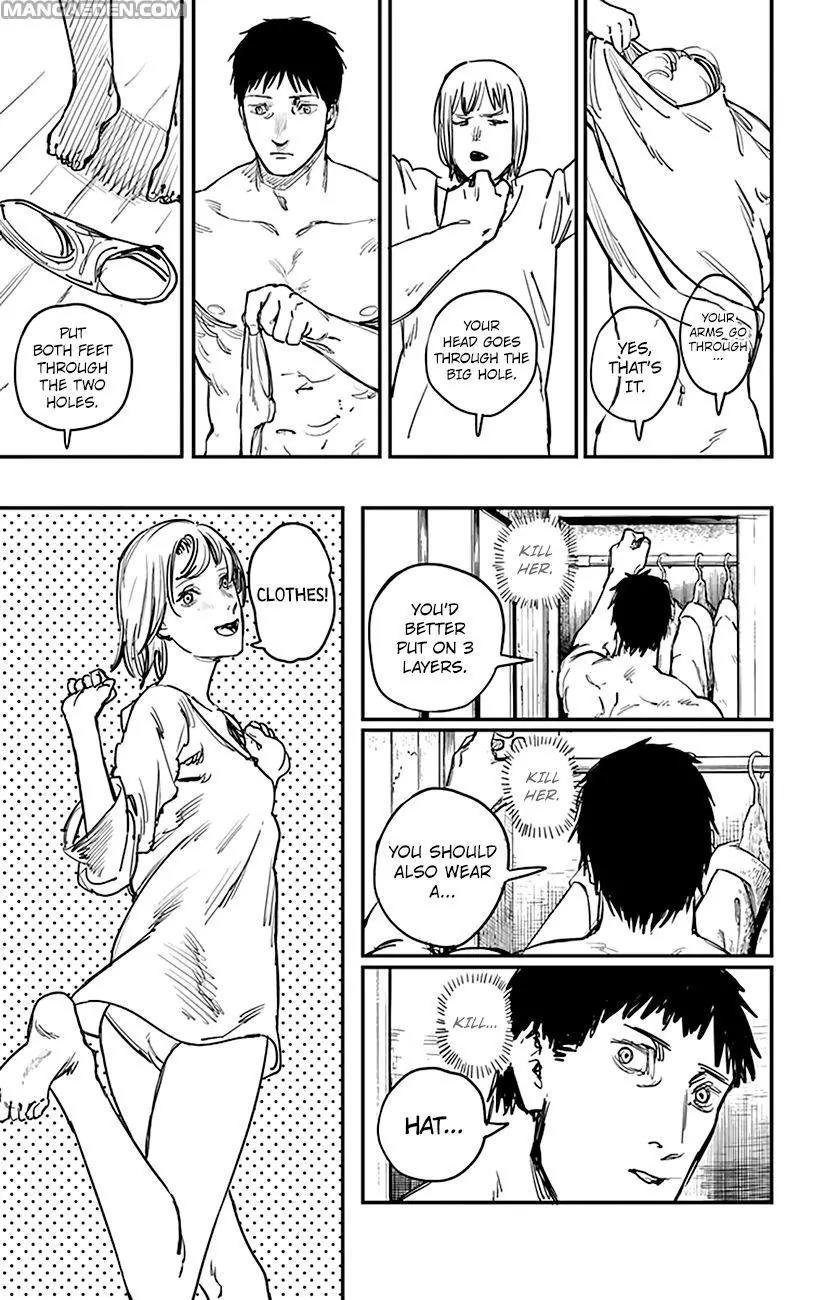 MANGAEDEN.COM
PUT
BOTH FEET
THROUGH
THE TWO
HOLES.
YOUR
HEAD GOES
THROUGH THE
BIG HOLE.
YES,
THAT'S
IT.
YOUR
ARMS GO
THROUGH
...
CLOTHES!
KILL
HER.
YOU'D
BETTER
PUT ON 3
LAYERS.
KILL
HER.
YOU SHOULD
ALSO WEAR
A...
KILL...
HAT...